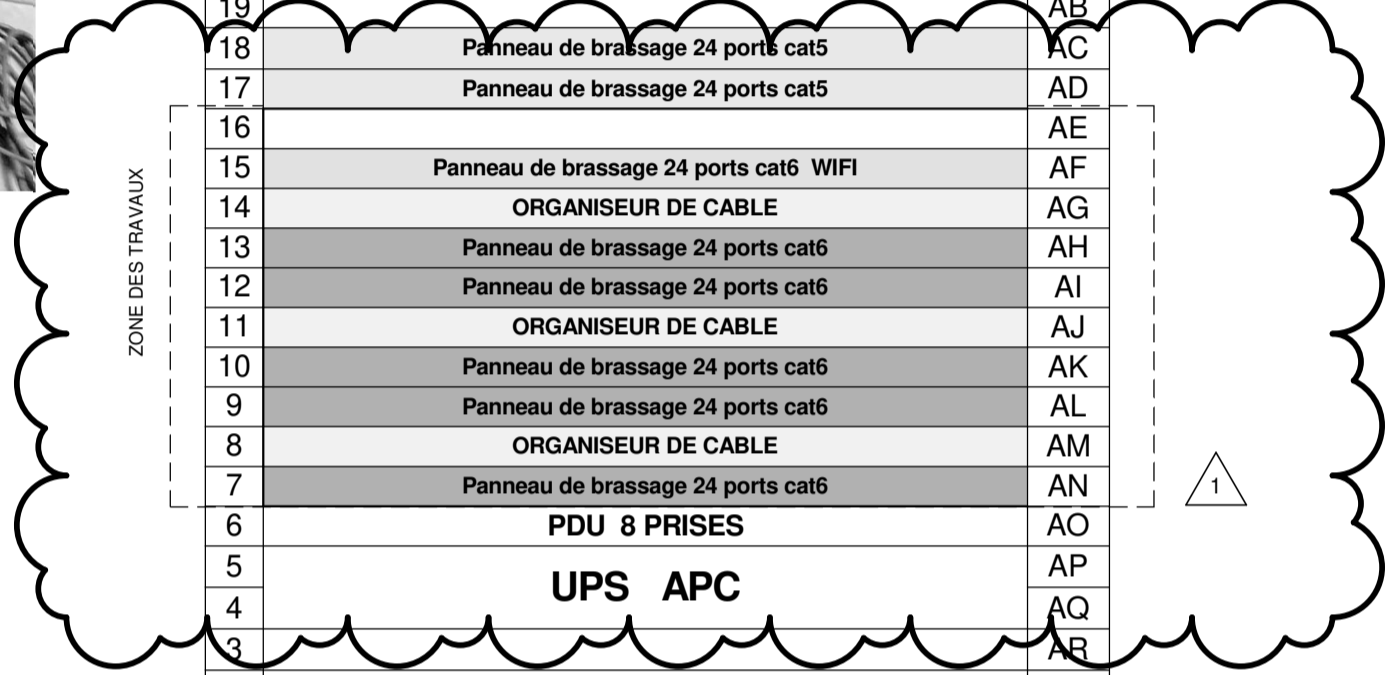 19 AB
18 Panneau de brassage 24 ports cat5 AC
17 Panneau de brassage 24 ports cat5 AD
16 AE
15 Panneau de brassage 24 ports cat6 WIFI AF
14 ORGANISEUR DE CABLE AG
13 Panneau de brassage 24 ports cat6 AH
12 Panneau de brassage 24 ports cat6 AI
11 ORGANISEUR DE CABLE AJ
10 Panneau de brassage 24 ports cat6 AK
9 Panneau de brassage 24 ports cat6 AL
8 ORGANISEUR DE CABLE AM
7 Panneau de brassage 24 ports cat6 AN
6 PDU 8 PRISES AO
5 AP
UPS APC
4 AQ
3 AR
ZONE DES TRAVAUX
1